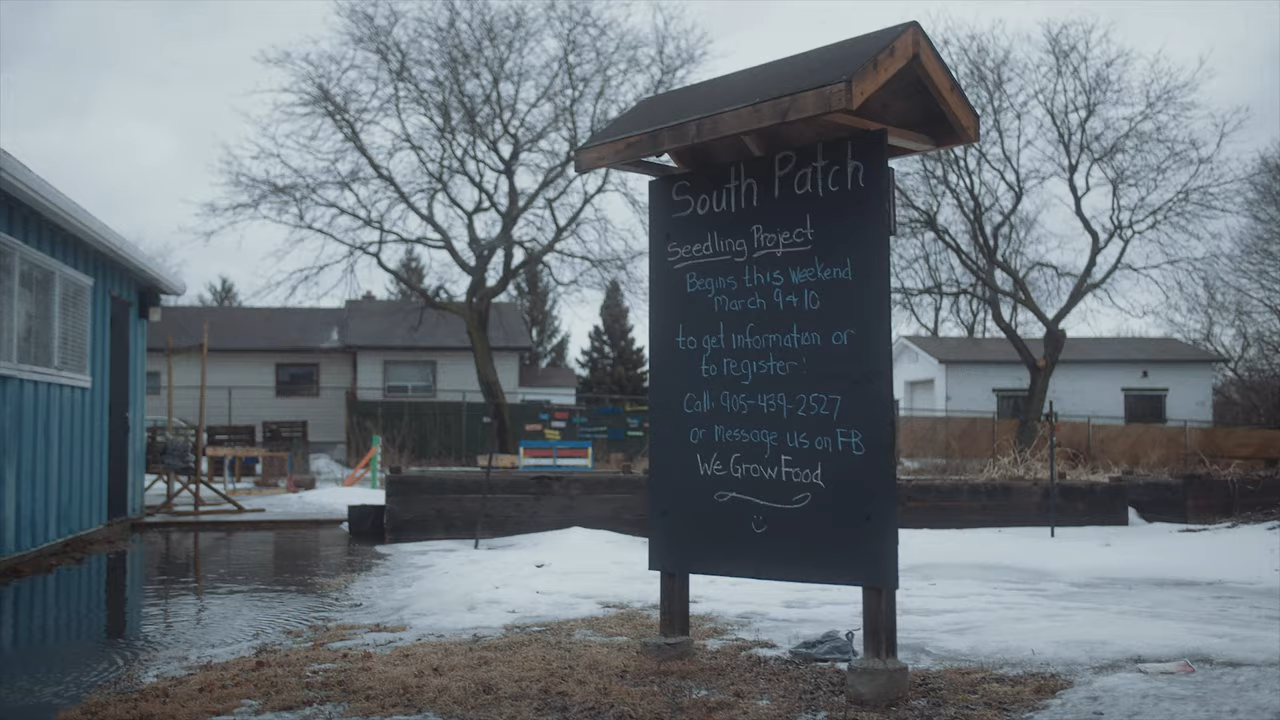 South Patch
Seedling Project
Begins this weekend
March 9 & 10
to get information or
to register:
Call: 905-439-2527
or message us on FB
We Grow Food